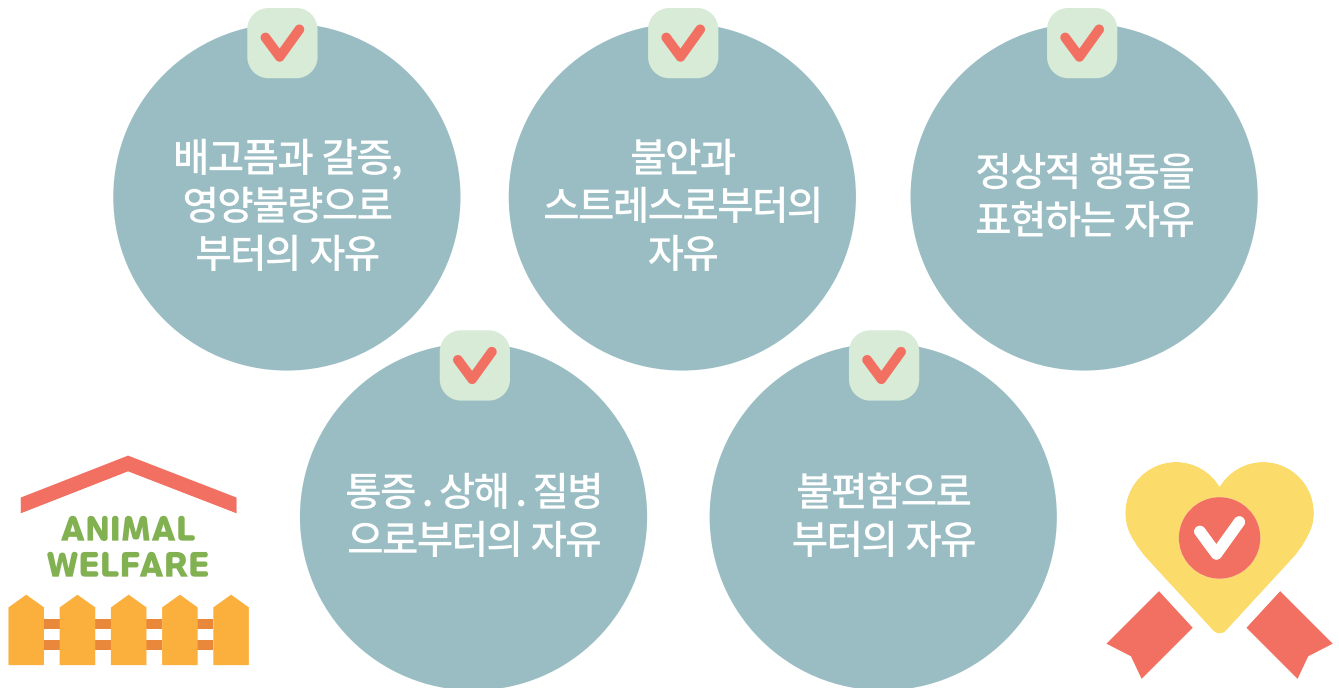 배고픔과 갈증,
영양불량으로
부터의 자유
불안과
스트레스로부터의
자유
정상적 행동을
표현하는 자유
통증 . 상해 . 질병
으로부터의 자유
불편함으로
부터의 자유
ANIMAL
WELFARE